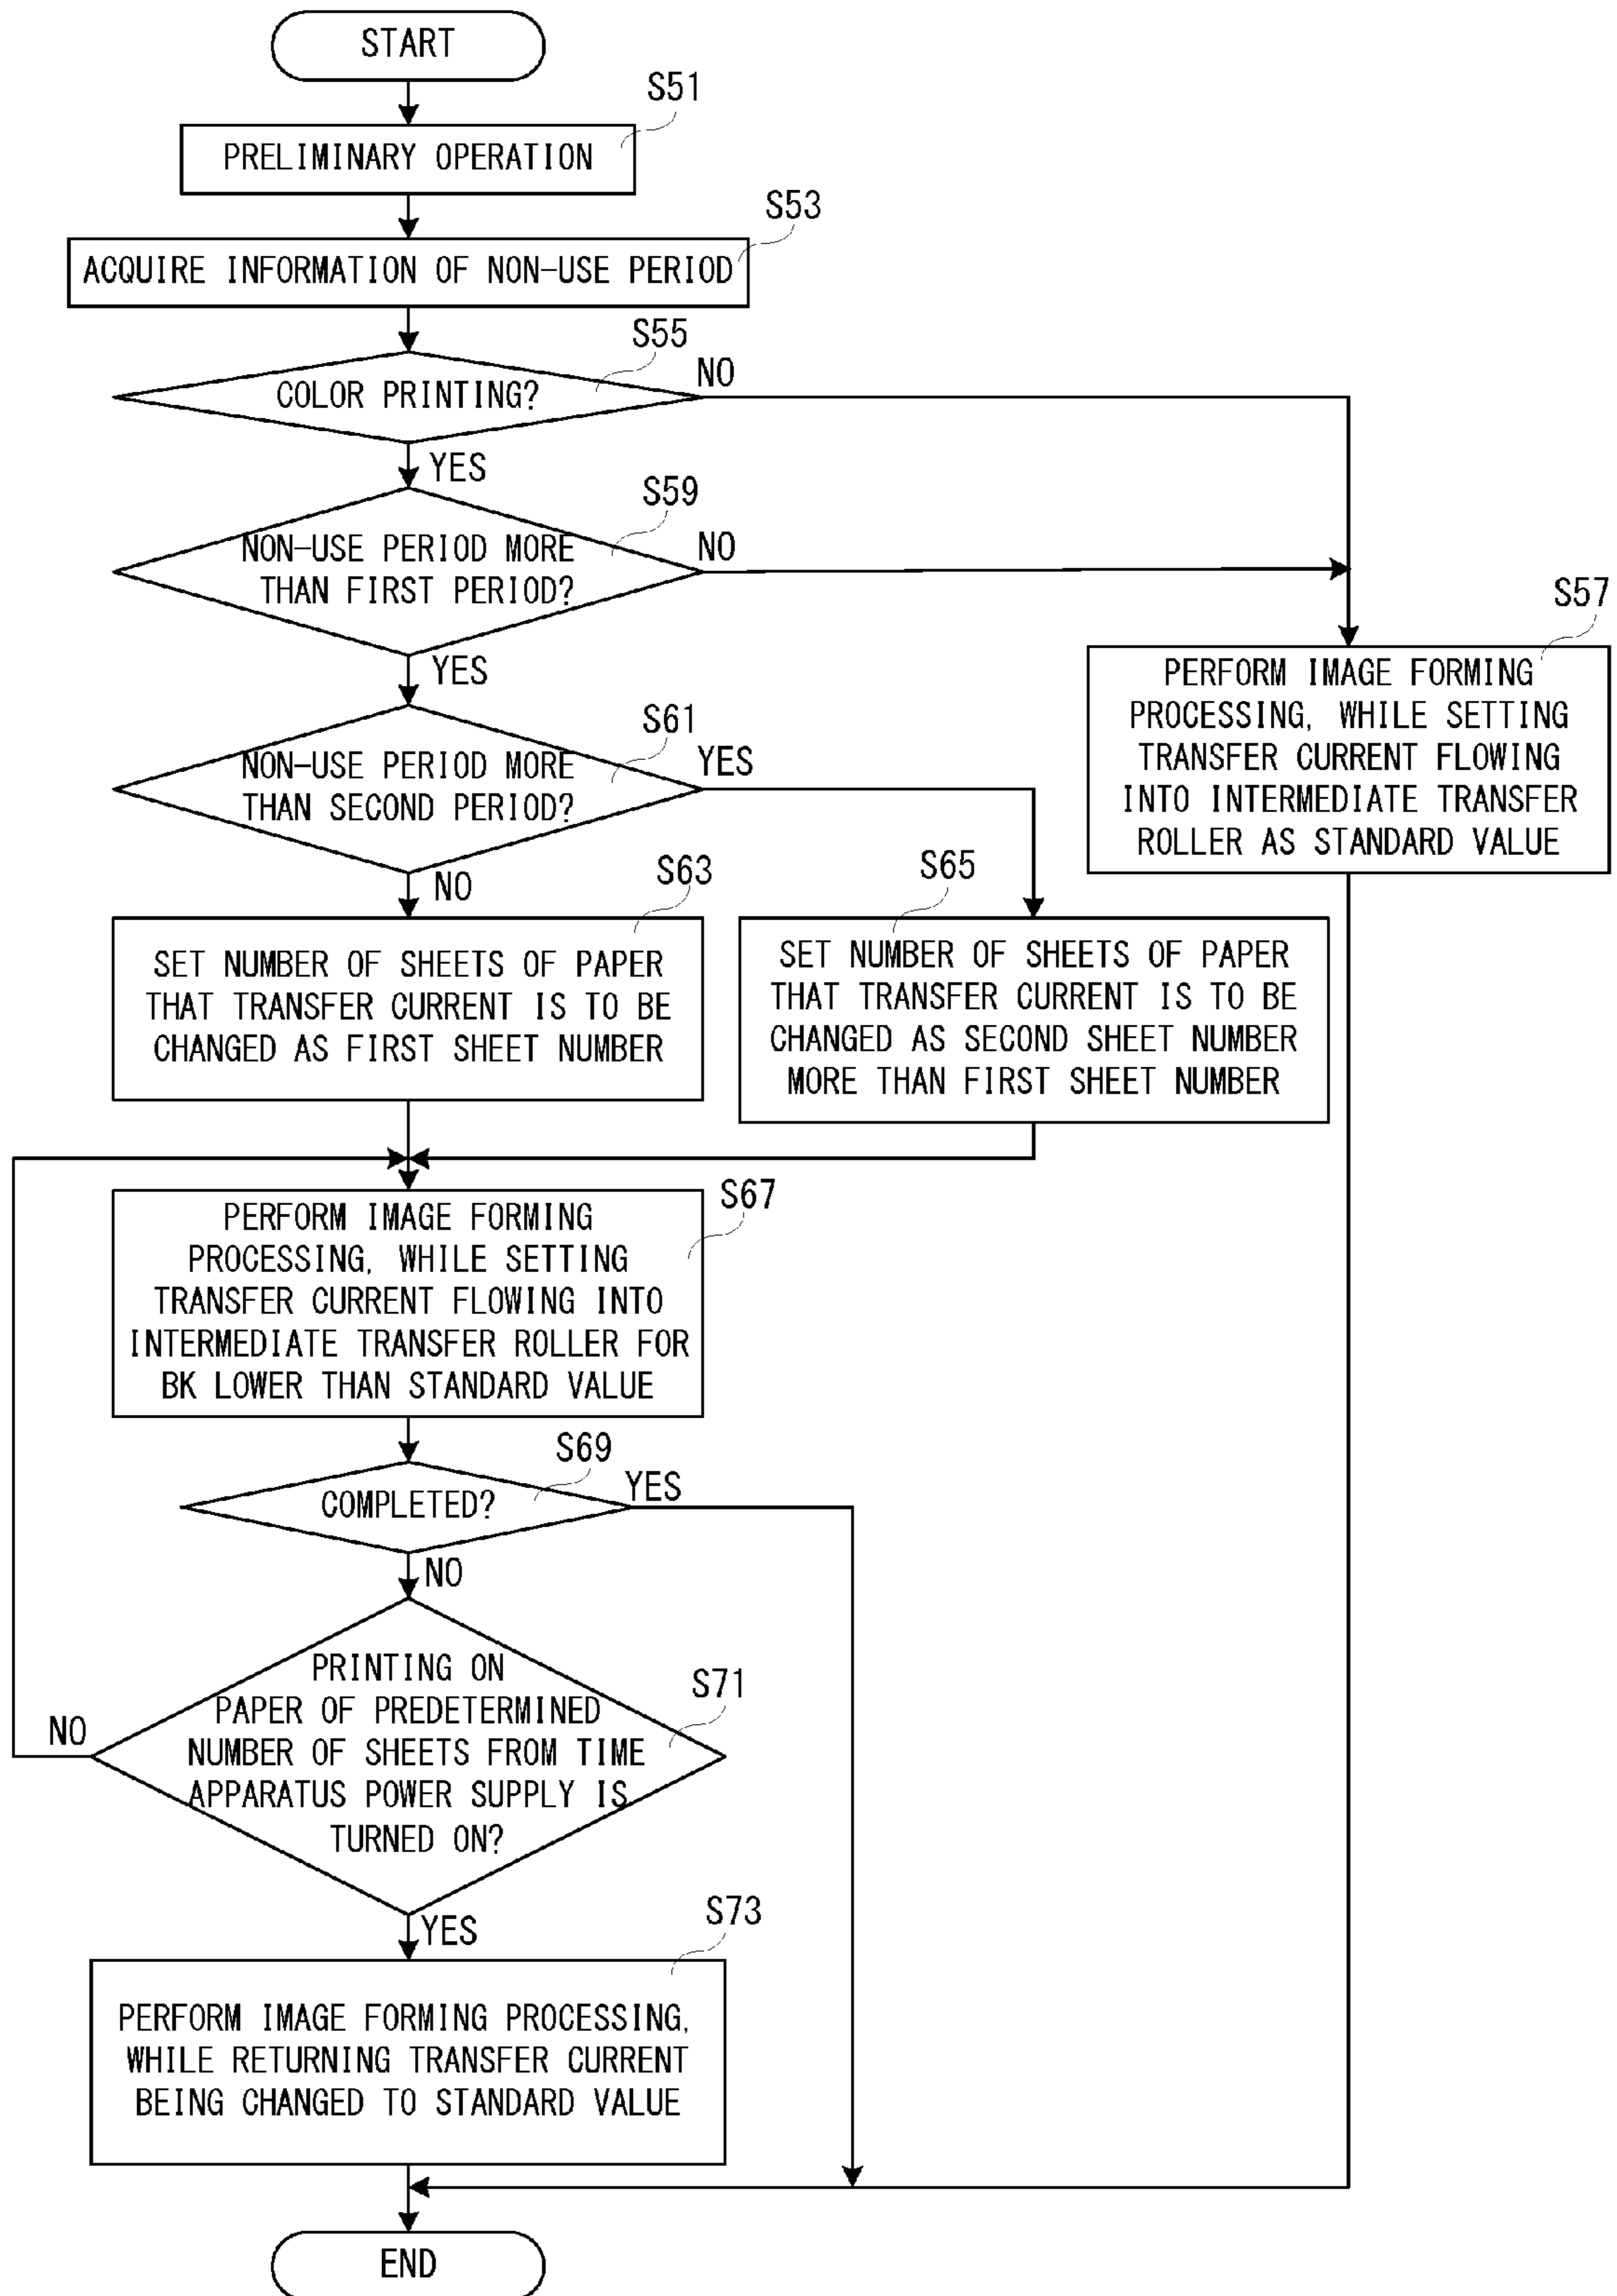 START
S51
PRELIMINARY OPERATION
S53
ACQUIRE INFORMATION OF NON-USE PERIOD
S55
COLOR PRINTING?
NO
YES
S59
NON-USE PERIOD MORE
THAN FIRST PERIOD?
NO
YES
S57
PERFORM IMAGE FORMING
PROCESSING, WHILE SETTING
TRANSFER CURRENT FLOWING
INTO INTERMEDIATE TRANSFER
ROLLER AS STANDARD VALUE
S61
NON-USE PERIOD MORE
THAN SECOND PERIOD?
YES
NO
S63
SET NUMBER OF SHEETS OF PAPER
THAT TRANSFER CURRENT IS TO BE
CHANGED AS FIRST SHEET NUMBER
S65
SET NUMBER OF SHEETS OF PAPER
THAT TRANSFER CURRENT IS TO BE
CHANGED AS SECOND SHEET NUMBER
MORE THAN FIRST SHEET NUMBER
S67
PERFORM IMAGE FORMING
PROCESSING, WHILE SETTING
TRANSFER CURRENT FLOWING INTO
INTERMEDIATE TRANSFER ROLLER FOR
BK LOWER THAN STANDARD VALUE
S69
COMPLETED?
YES
NO
S71
PRINTING ON
PAPER OF PREDETERMINED
NUMBER OF SHEETS FROM TIME
APPARATUS POWER SUPPLY IS
TURNED ON?
NO
YES
S73
PERFORM IMAGE FORMING PROCESSING,
WHILE RETURNING TRANSFER CURRENT
BEING CHANGED TO STANDARD VALUE
END